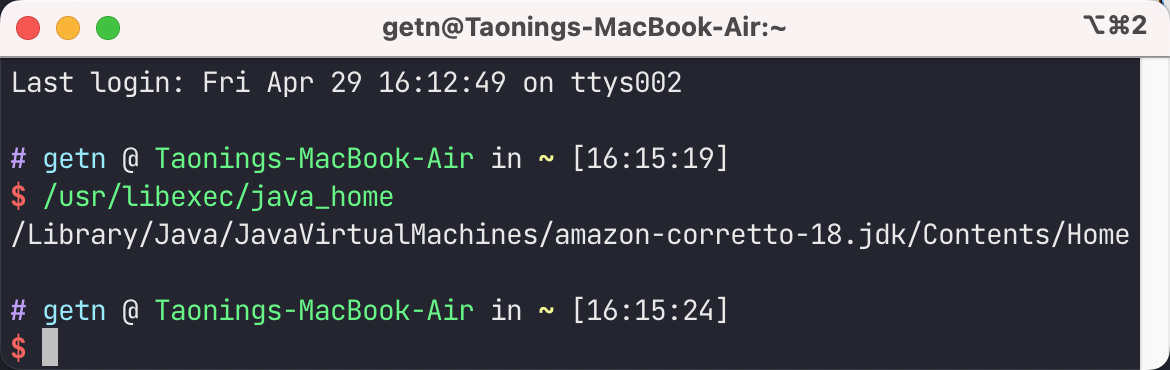 getn@Taonings-MacBook-Air:~ ⌥⌘2
Last login: Fri Apr 29 16:12:49 on ttys002
# getn @ Taonings-MacBook-Air in ~ [16:15:19]
$ /usr/libexec/java_home
/Library/Java/JavaVirtualMachines/amazon-corretto-18.jdk/Contents/Home
# getn @ Taonings-MacBook-Air in ~ [16:15:24]
$